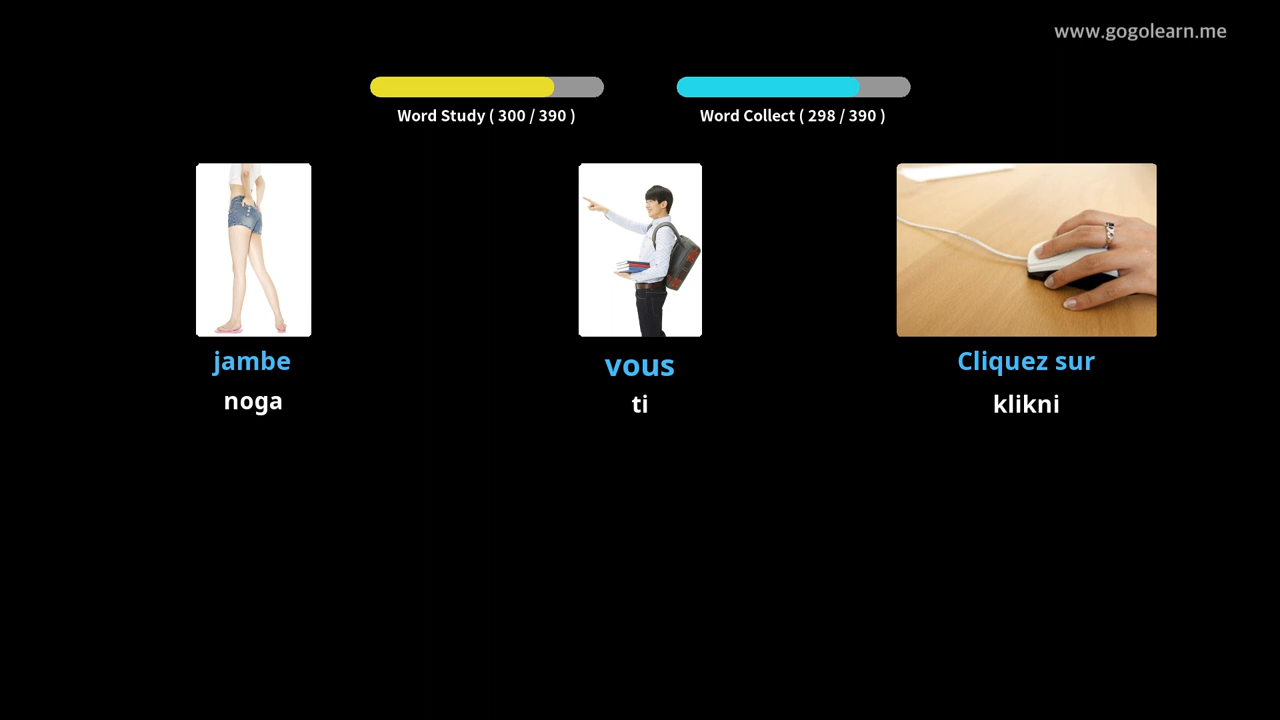 www.gogolearn.me
Word Study ( 300 / 390 )
Word Collect ( 298 / 390 )
jambe
noga
vous
ti
Cliquez sur
klikni